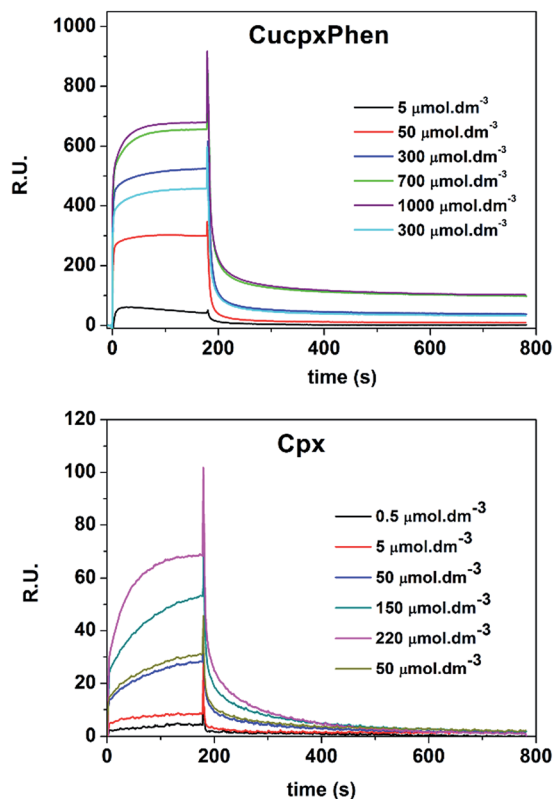 CucpxPhen
1000
800
600
400
200
0
R.U.
5 μmol.dm-3
50 μmol.dm-3
300 μmol.dm-3
700 μmol.dm-3
1000 μmol.dm-3
300 μmol.dm-3
0 200 400 600 800
time (s)
Cpx
120
100
80
60
40
20
0
R.U.
0.5 μmol.dm-3
5 μmol.dm-3
50 μmol.dm-3
150 μmol.dm-3
220 μmol.dm-3
50 μmol.dm-3
0 200 400 600 800
time (s)